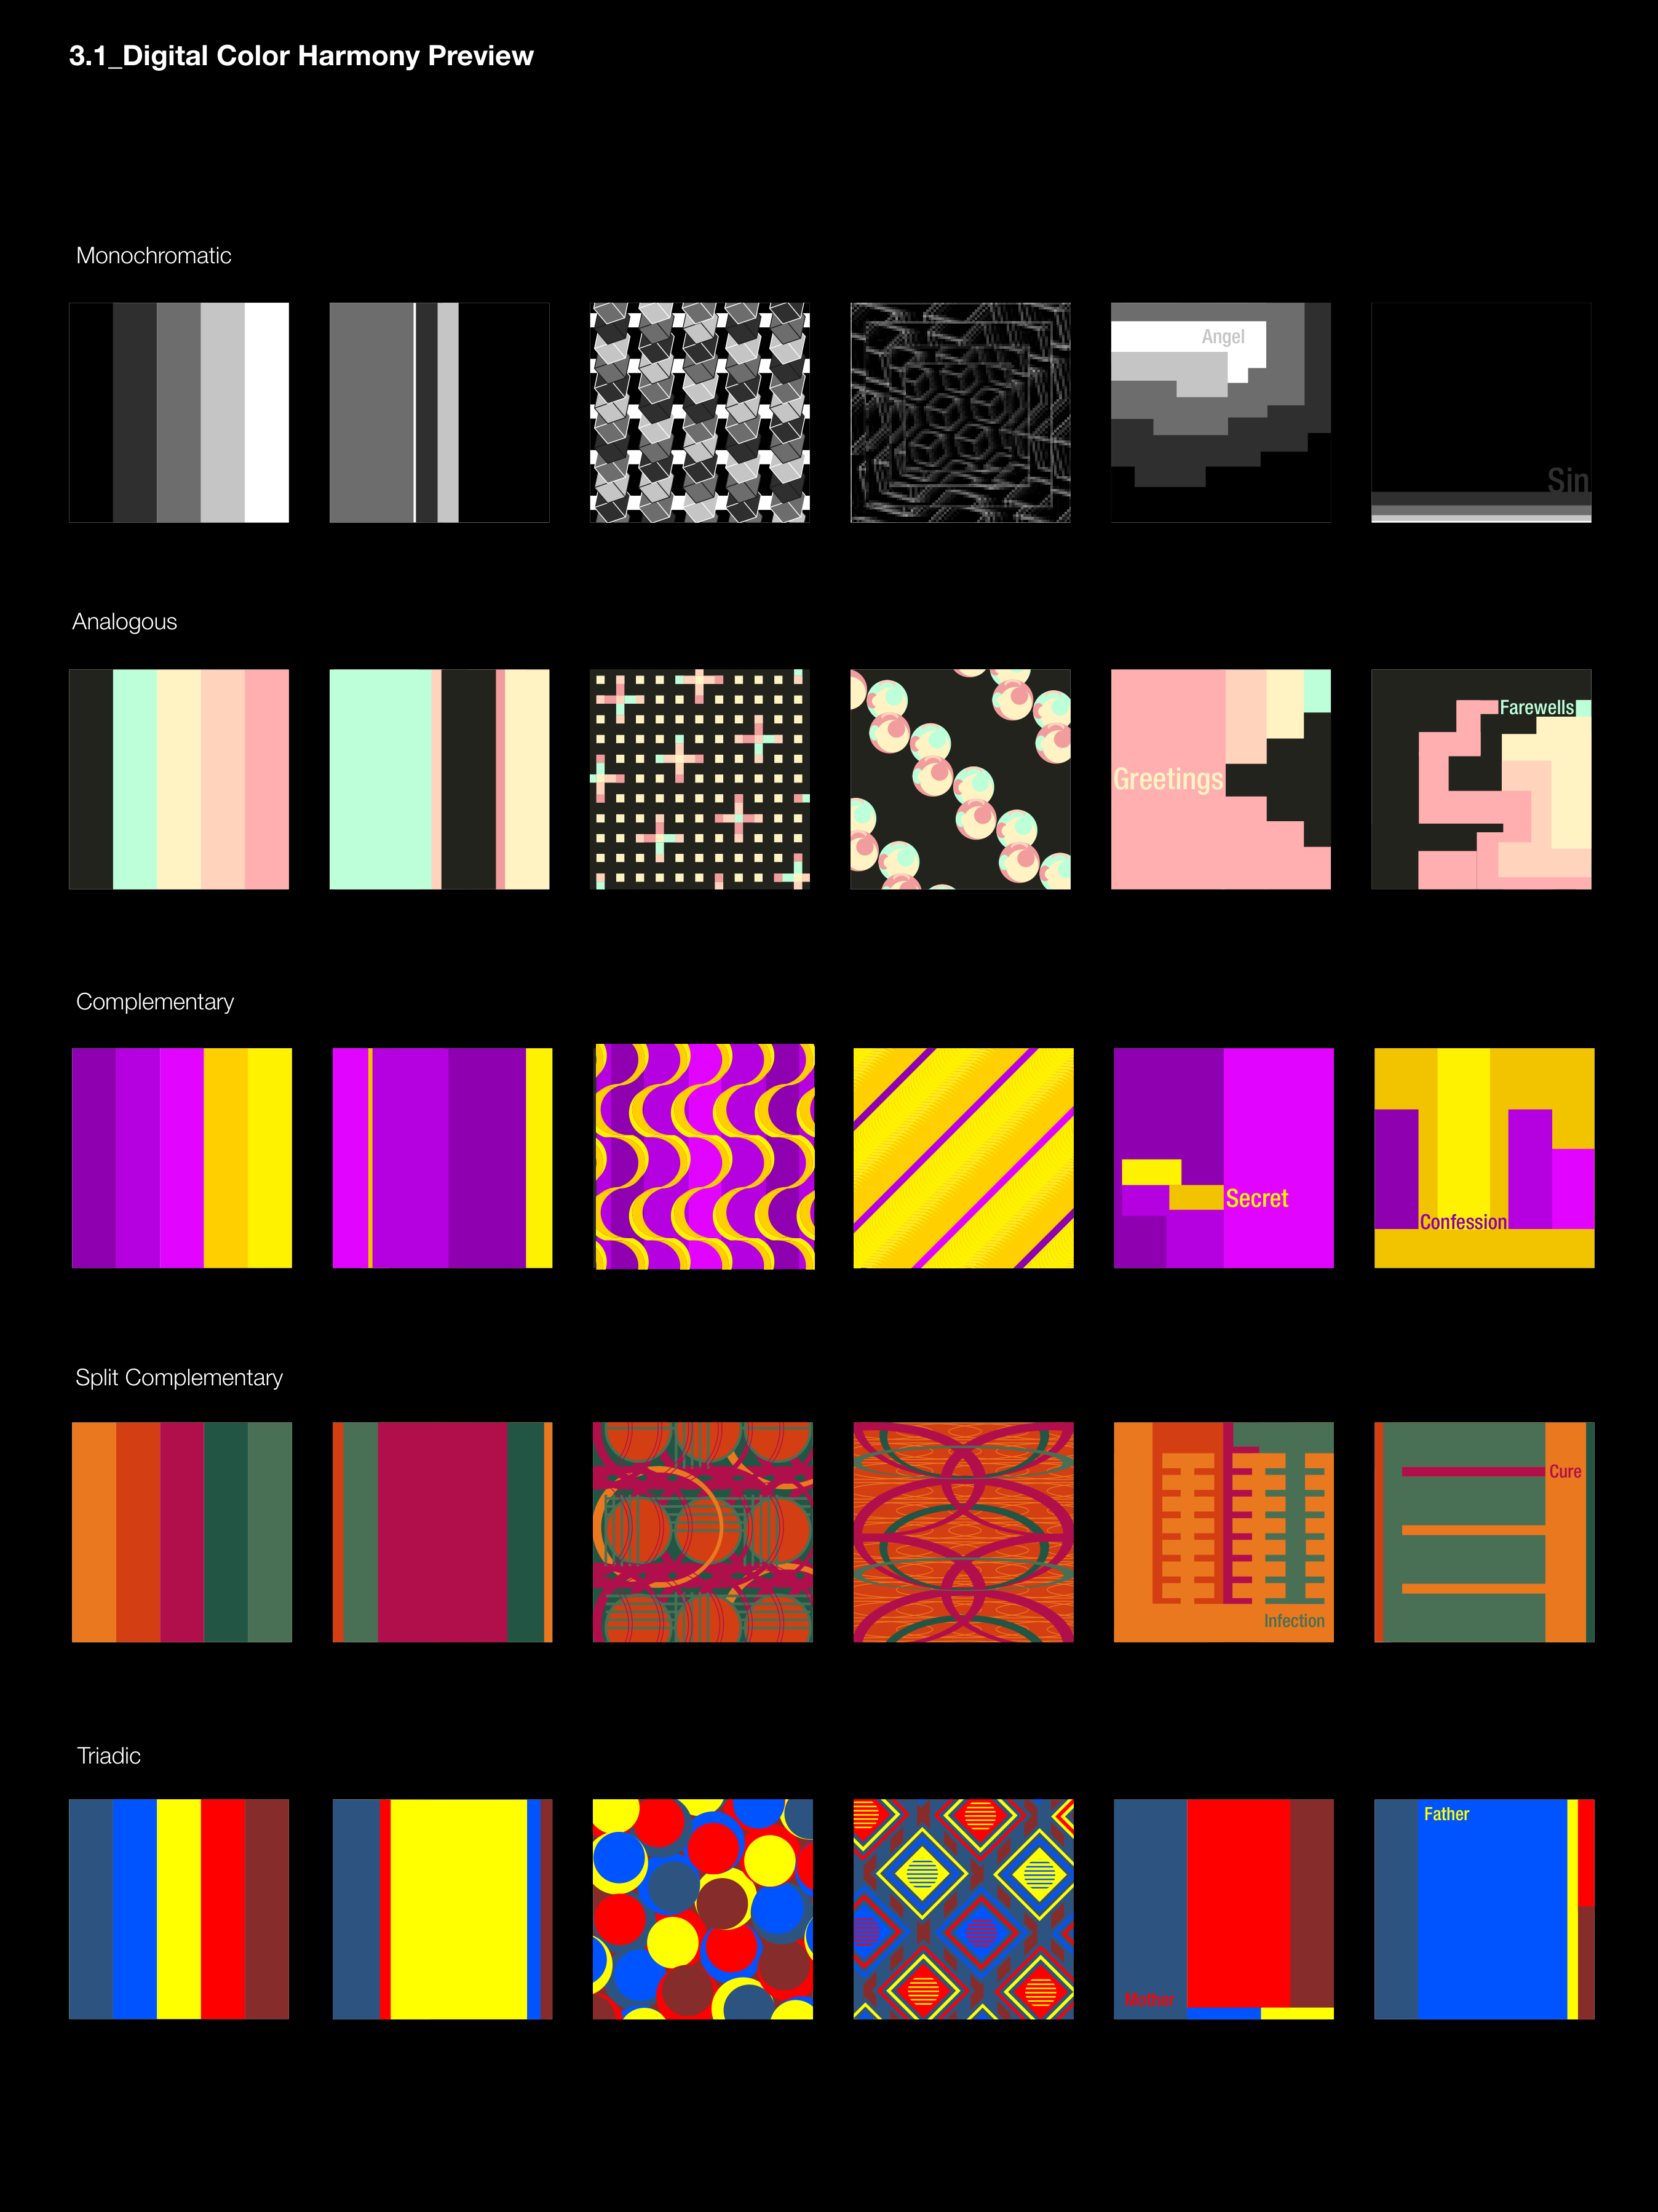 3.1_Digital Color Harmony Preview
Monochromatic
Angel
Sin
Analogous
Farewells
Greetings
Complementary
Secret
Confession
Split Complementary
Cure
Infection
Triadic
Father
Mother